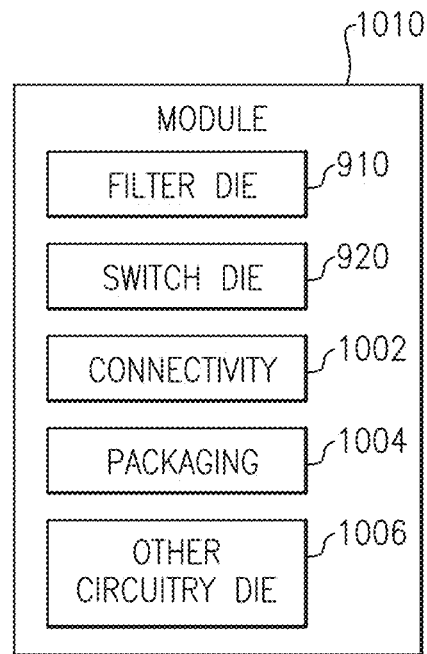 1010
MODULE
FILTER DIE
910
SWITCH DIE
920
CONNECTIVITY
1002
PACKAGING
1004
OTHER
CIRCUITRY DIE
1006